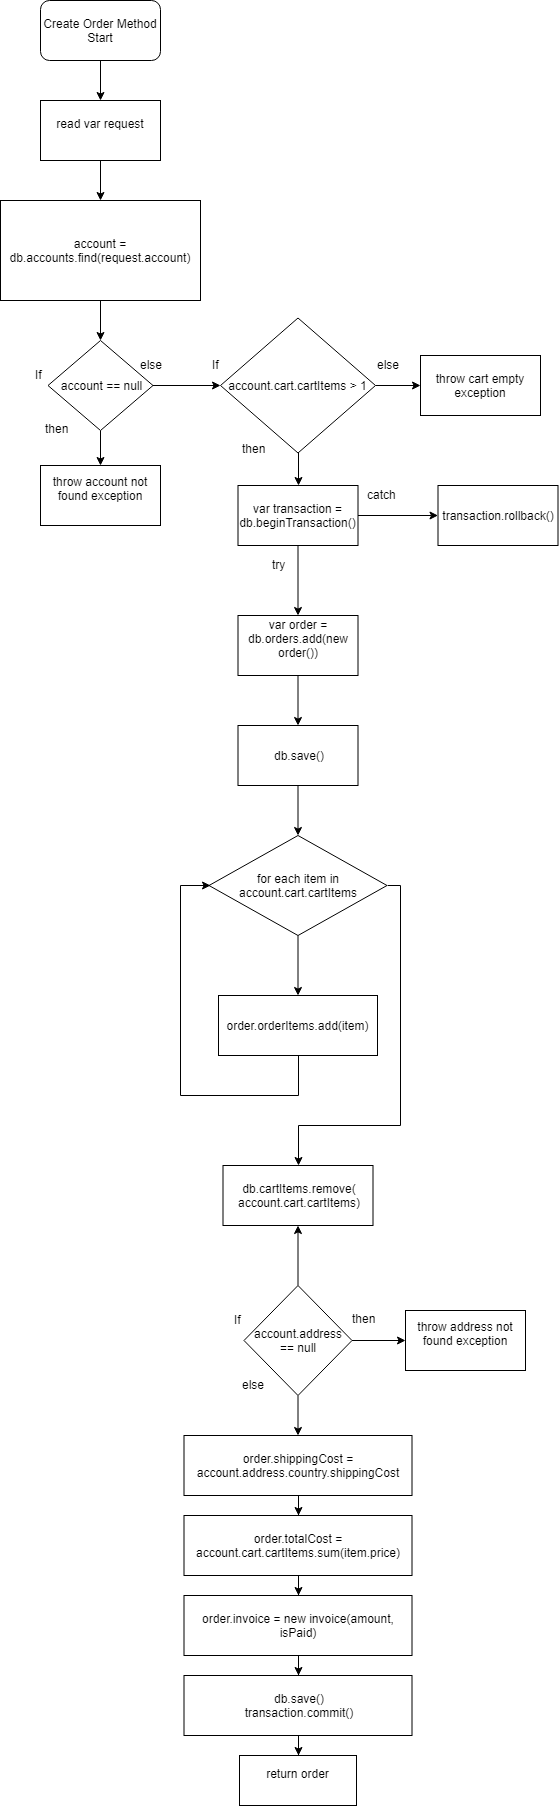 Create Order Method
Start
read var request
account =
db.accounts.find(request.account)
If
account == null
else
then
throw account not
found exception
If
account.cart.cartItems > 1
else
throw cart empty
exception
then
var transaction =
db.beginTransaction()
catch
transaction.rollback()
try
var order =
db.orders.add(new
order())
db.save()
for each item in
account.cart.cartItems
order.orderItems.add(item)
db.cartItems.remove(
account.cart.cartItems)
If
account.address
== null
then
throw address not
found exception
else
order.shippingCost =
account.address.country.shippingCost
order.totalCost =
account.cart.cartItems.sum(item.price)
order.invoice = new invoice(amount,
isPaid)
db.save()
transaction.commit()
return order